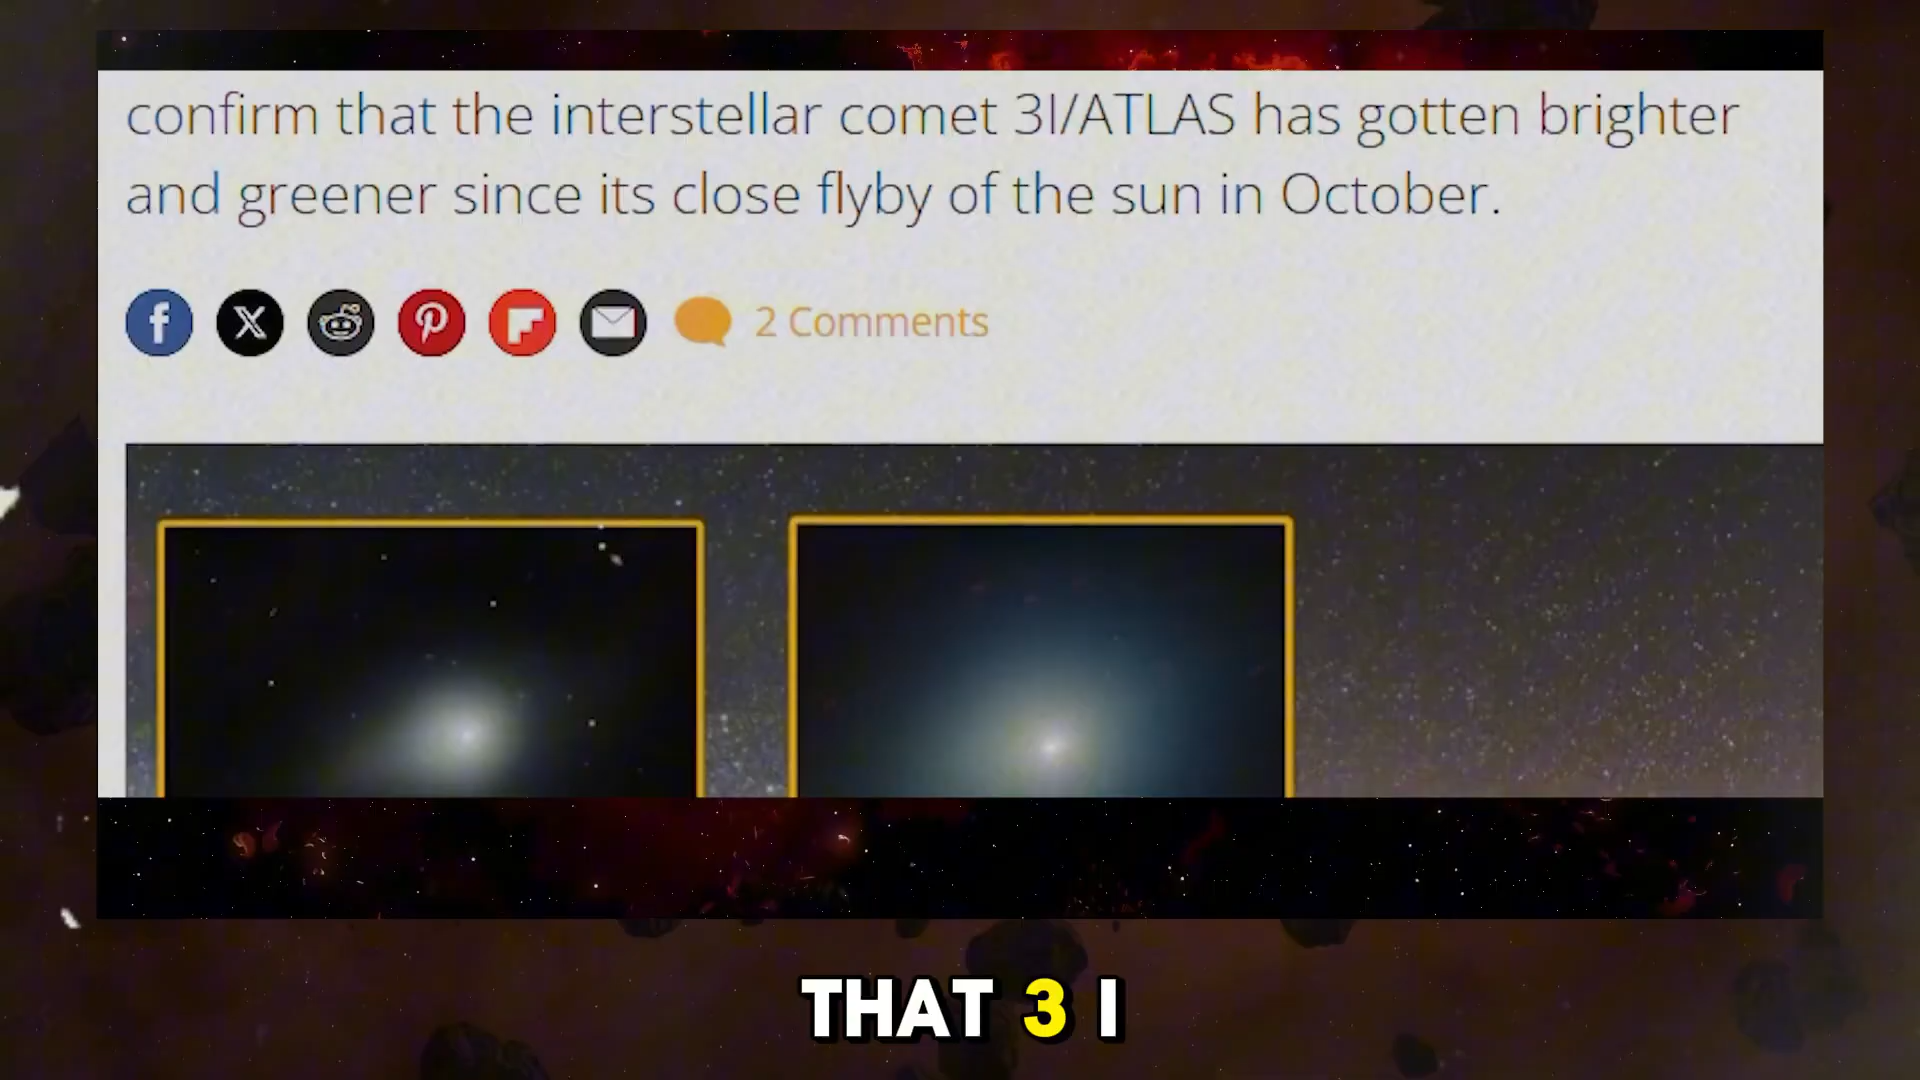 confirm that the interstellar comet 3I/ATLAS has gotten brighter
and greener since its close flyby of the sun in October.
2 Comments
THAT 3 I